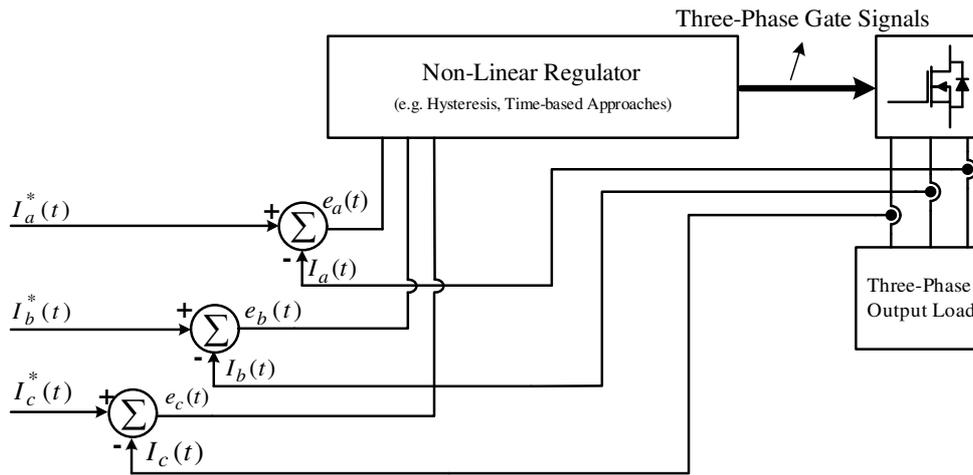 Three-Phase Gate Signals
Non-Linear Regulator
(e.g. Hysteresis, Time-based Approaches)
I*a(t)
+
Σ
-
ea(t)
Ia(t)
I*b(t)
+
Σ
-
eb(t)
Ib(t)
I*c(t)
+
Σ
-
ec(t)
Ic(t)
Three-Phase
Output Load